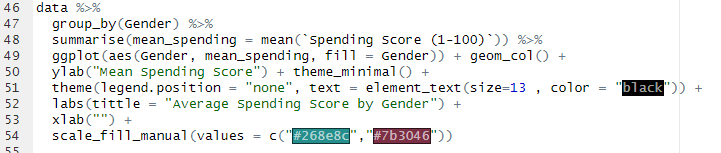 46 data %>%
47 group_by(Gender) %>%
48 summarise(mean_spending = mean(`Spending Score (1-100)`)) %>%
49 ggplot(aes(Gender, mean_spending, fill = Gender)) + geom_col() +
50 ylab("Mean Spending Score") + theme_minimal() +
51 theme(legend.position = "none", text = element_text(size=13 , color = "black")) +
52 labs(tittle = "Average Spending Score by Gender") +
53 xlab("") +
54 scale_fill_manual(values = c("#268e8c","#7b3046"))
55